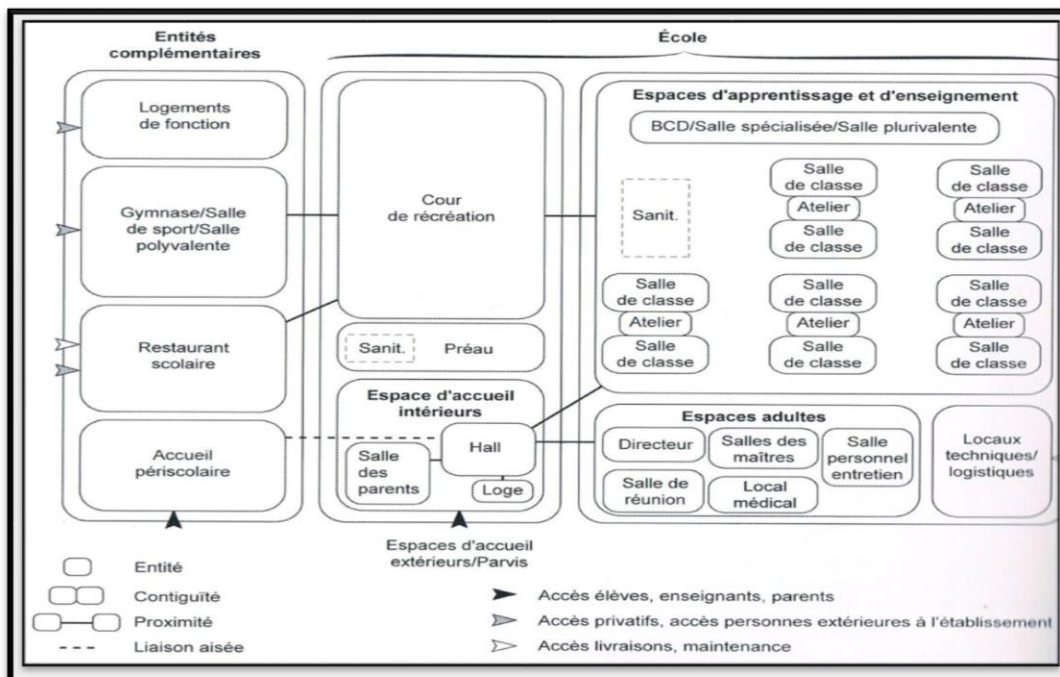 Entités
complémentaires
École
Logements
de fonction
Gymnase/Salle
de sport/Salle
polyvalente
Restaurant
scolaire
Accueil
périscolaire
Cour
de récréation
Sanit.
Préau
Espace d'accueil
intérieurs
Salle
des
parents
Hall
Loge
Espaces d'accueil
extérieurs/Parvis
Espaces d'apprentissage et d'enseignement
BCD/Salle spécialisée/Salle plurivalente
Sanit.
Salle
de classe
Atelier
Salle
de classe
Salle
de classe
Atelier
Salle
de classe
Salle
de classe
Atelier
Salle
de classe
Salle
de classe
Atelier
Salle
de classe
Salle
de classe
Atelier
Salle
de classe
Espaces adultes
Directeur
Salles des
maîtres
Salle
personnel
entretien
Salle de
réunion
Local
médical
Locaux
techniques/
logistiques
Entité
Contiguïté
Proximité
Liaison aisée
Accès élèves, enseignants, parents
Accès privatifs, accès personnes extérieures à l'établissement
Accès livraisons, maintenance